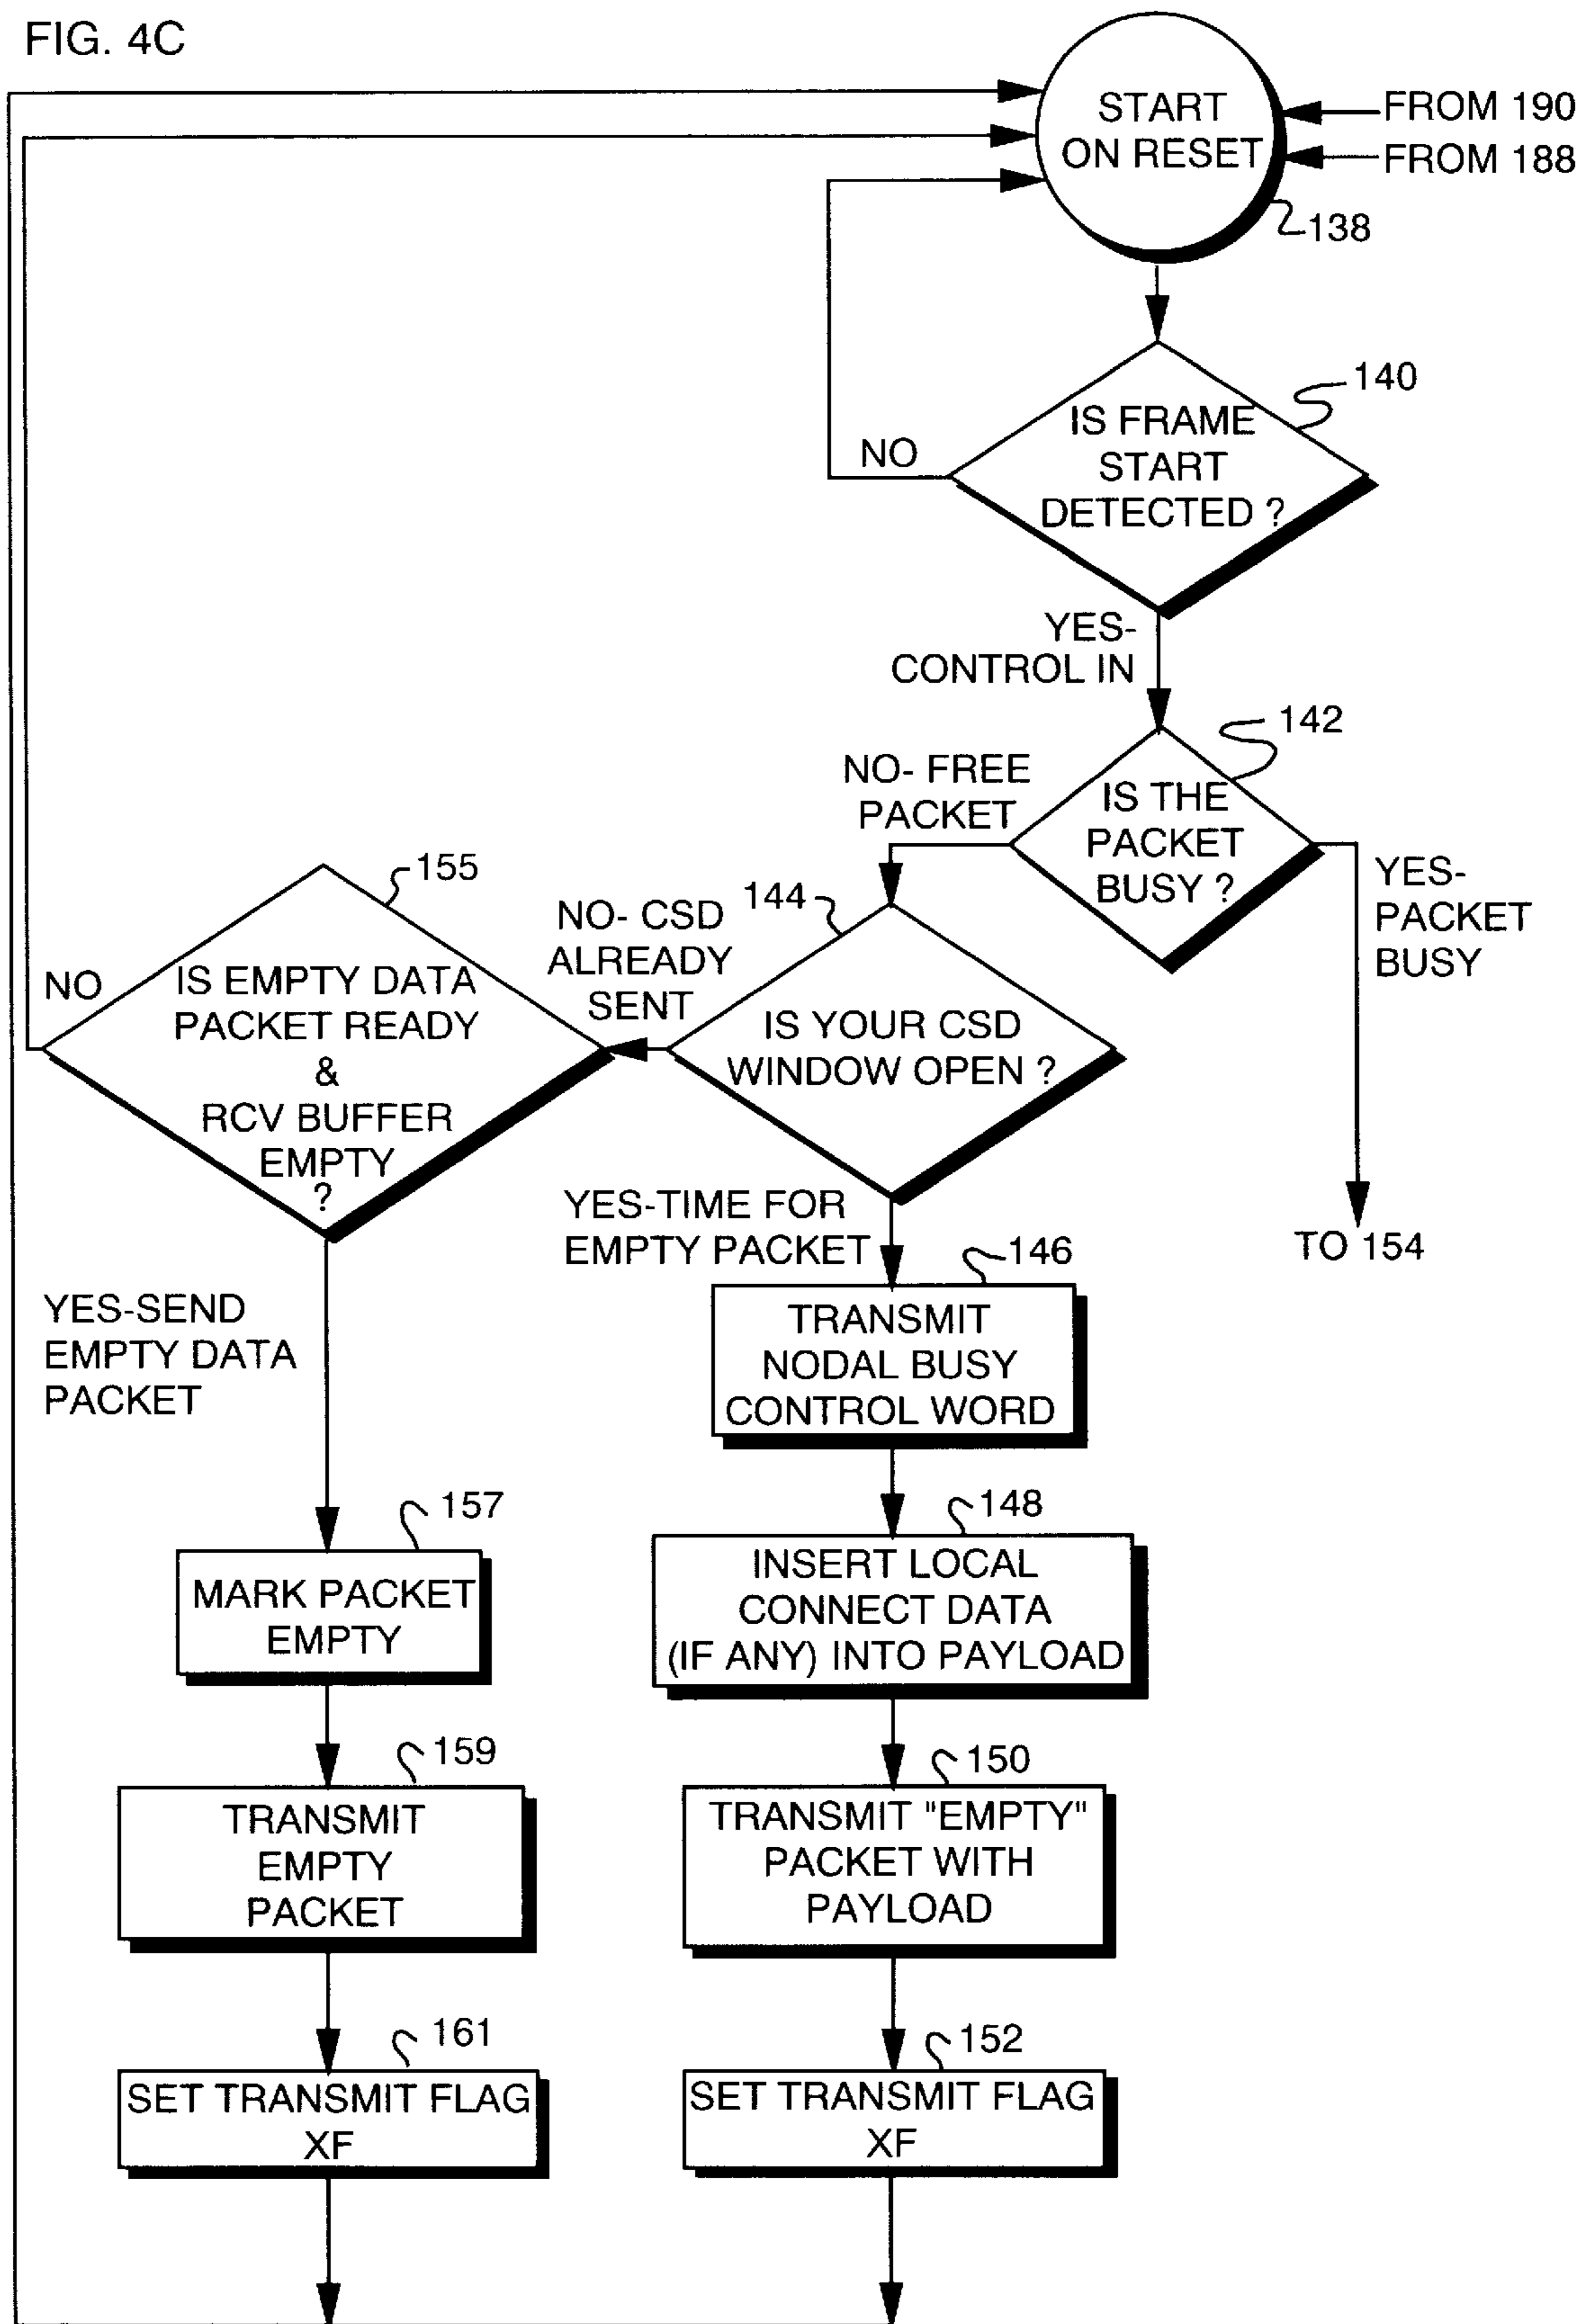 FIG. 4C
START
ON RESET
FROM 190
FROM 188
138
140
IS FRAME
START
DETECTED ?
NO
YES-
CONTROL IN
142
NO- FREE
PACKET
IS THE
PACKET
BUSY ?
YES-
PACKET
BUSY
TO 154
144
IS YOUR CSD
WINDOW OPEN ?
NO- CSD
ALREADY
SENT
155
IS EMPTY DATA
PACKET READY
&
RCV BUFFER
EMPTY
?
NO
YES-TIME FOR
EMPTY PACKET
146
TRANSMIT
NODAL BUSY
CONTROL WORD
YES-SEND
EMPTY DATA
PACKET
157
MARK PACKET
EMPTY
148
INSERT LOCAL
CONNECT DATA
(IF ANY) INTO PAYLOAD
159
TRANSMIT
EMPTY
PACKET
150
TRANSMIT "EMPTY"
PACKET WITH
PAYLOAD
161
SET TRANSMIT FLAG
XF
152
SET TRANSMIT FLAG
XF